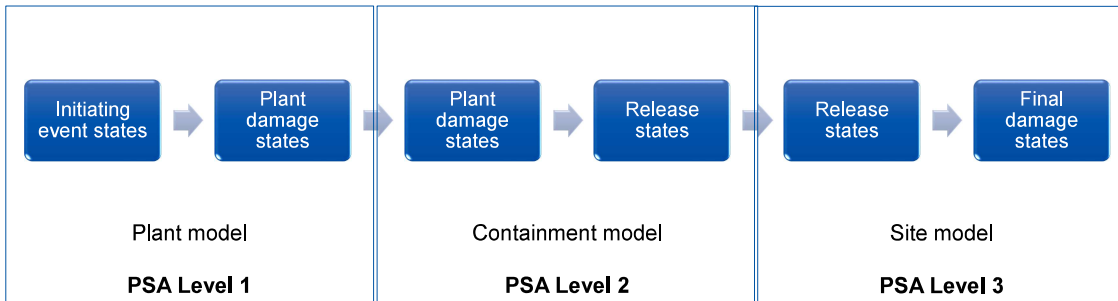 Initiating
event states
Plant
damage
states
Plant
damage
states
Release
states
Release
states
Final
damage
states
Plant model
Containment model
Site model
PSA Level 1
PSA Level 2
PSA Level 3